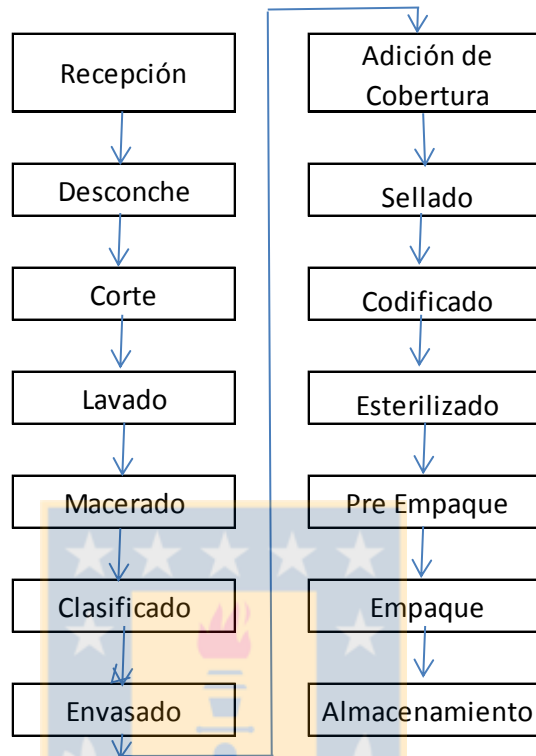 Recepción
Desconche
Corte
Lavado
Macerado
Clasificado
Envasado
Adición de
Cobertura
Sellado
Codificado
Esterilizado
Pre Empaque
Empaque
Almacenamiento